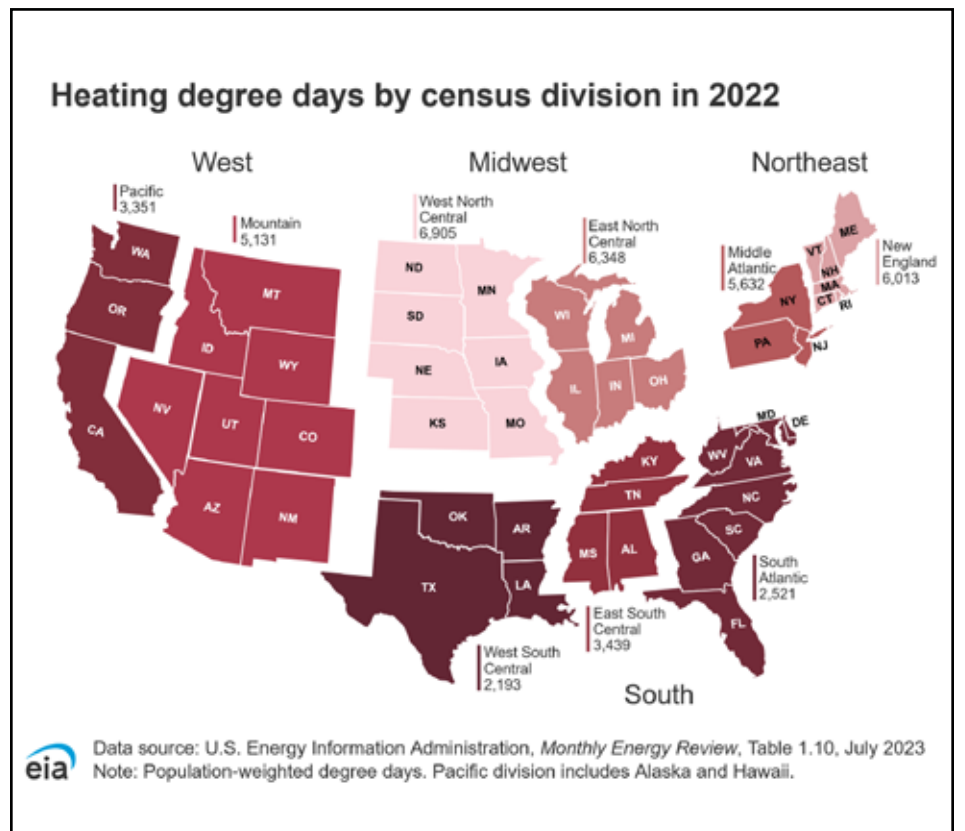 Heating degree days by census division in 2022
West
Midwest
Northeast
Pacific
3,351
Mountain
5,131
West North
Central
6,905
East North
Central
6,348
Middle
Atlantic
5,632
New
England
6,013
WA
OR
CA
MT
ID
WY
NV
UT
CO
AZ
NM
ND
MN
SD
NE
IA
KS
MO
WI
MI
IL
IN
OH
ME
VT
NH
MA
CT
RI
NY
PA
NJ
MD
DE
WV
VA
KY
TN
NC
SC
MS
AL
GA
FL
OK
AR
TX
LA
South
Atlantic
2,521
East South
Central
3,439
West South
Central
2,193
South
eia
Data source: U.S. Energy Information Administration, Monthly Energy Review, Table 1.10, July 2023
Note: Population-weighted degree days. Pacific division includes Alaska and Hawaii.